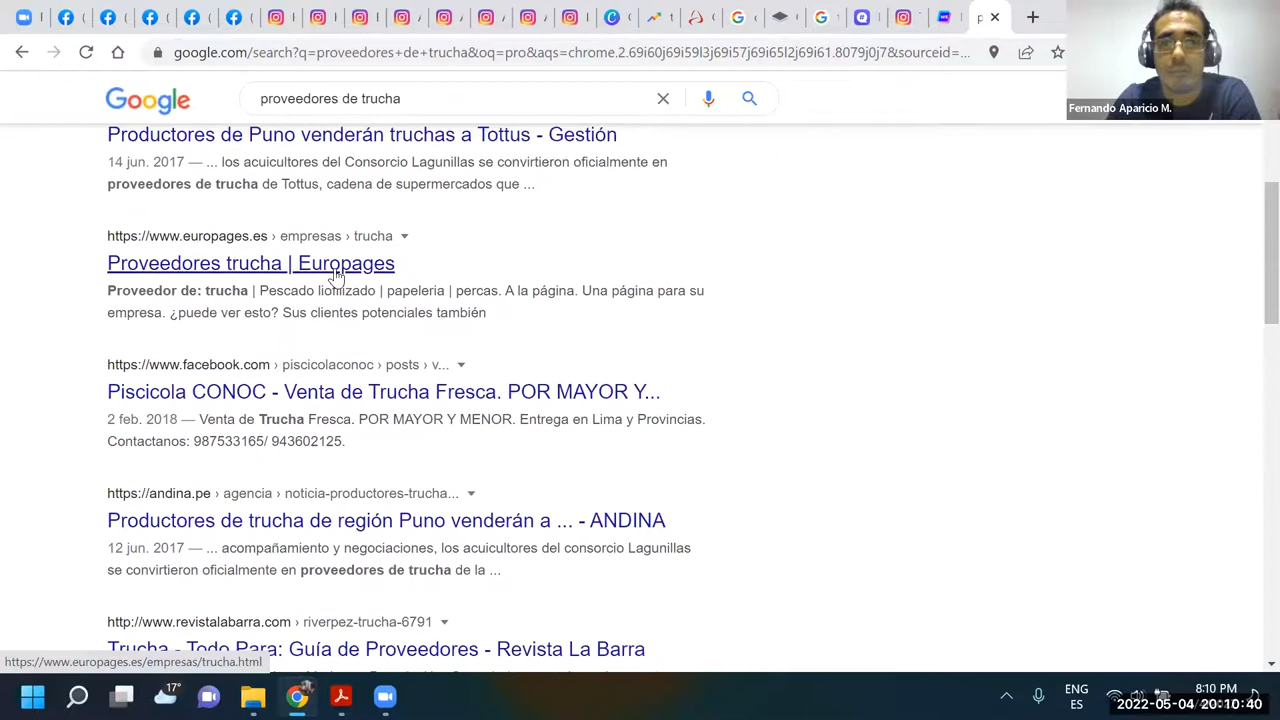 google.com/search?q=proveedores+de+trucha&oq=pro&aqs=chrome.2.69i60j69i59l3j69i57j69i65l2j69i61.8079j0j7&sourceid=...
Fernando Aparicio M.
Google
proveedores de trucha
Productores de Puno venderán truchas a Tottus - Gestión
14 jun. 2017 — ... los acuicultores del Consorcio Lagunillas se convirtieron oficialmente en
proveedores de trucha de Tottus, cadena de supermercados que ...
https://www.europages.es › empresas › trucha
Proveedores trucha | Europages
Proveedor de: trucha | Pescado liofilizado | papeleria | percas. A la página. Una página para su
empresa. ¿puede ver esto? Sus clientes potenciales también
https://www.facebook.com › piscicolaconoc › posts › v...
Piscicola CONOC - Venta de Trucha Fresca. POR MAYOR Y...
2 feb. 2018 — Venta de Trucha Fresca. POR MAYOR Y MENOR. Entrega en Lima y Provincias.
Contactanos: 987533165/ 943602125.
https://andina.pe › agencia › noticia-productores-trucha...
Productores de trucha de región Puno venderán a ... - ANDINA
12 jun. 2017 — ... acompañamiento y negociaciones, los acuicultores del consorcio Lagunillas
se convirtieron oficialmente en proveedores de trucha de la ...
http://www.revistalabarra.com › riverpez-trucha-6791
Trucha - Todo Para: Guía de Proveedores - Revista La Barra
https://www.europages.es/empresas/trucha.html
17°
ENG
ES
8:10 PM
2022-05-04 20:10:40